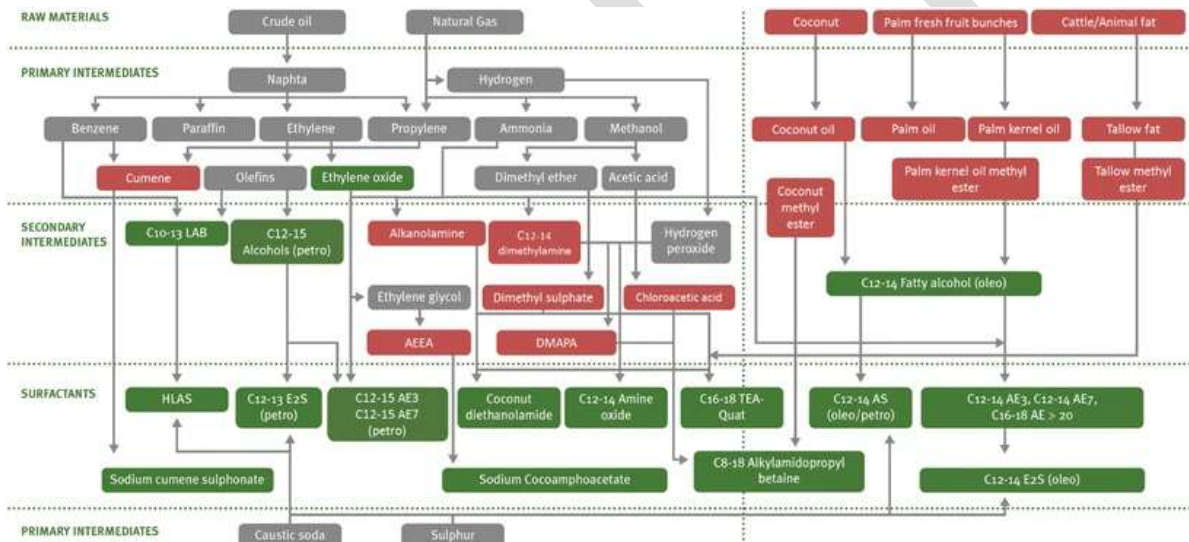 RAW MATERIALS
Crude oil
Natural Gas
Coconut
Palm fresh fruit bunches
Cattle/Animal fat
PRIMARY INTERMEDIATES
Naphta
Hydrogen
Benzene
Paraffin
Ethylene
Propylene
Ammonia
Methanol
Coconut oil
Palm oil
Palm kernel oil
Tallow fat
Cumene
Olefins
Ethylene oxide
Dimethyl ether
Acetic acid
Coconut
methyl
ester
Palm kernel oil methyl
ester
Tallow methyl
ester
SECONDARY
INTERMEDIATES
C10-13 LAB
C12-15
Alcohols (petro)
Alkanolamine
C12-14
dimethylamine
Hydrogen
peroxide
C12-14 Fatty alcohol (oleo)
Ethylene glycol
Dimethyl sulphate
Chloroacetic acid
AEEA
DMAPA
SURFACTANTS
HLAS
C12-13 E2S
(petro)
C12-15 AE3
C12-15 AE7
(petro)
Coconut
diethanolamide
C12-14 Amine
oxide
C16-18 TEA-
Quat
C12-14 AS
(oleo/petro)
C12-14 AE3, C12-14 AE7,
C16-18 AE > 20
Sodium cumene sulphonate
Sodium Cocoamphoacetate
C8-18 Alkylamidopropyl
betaine
C12-14 E2S (oleo)
PRIMARY INTERMEDIATES
Caustic soda
Sulphur